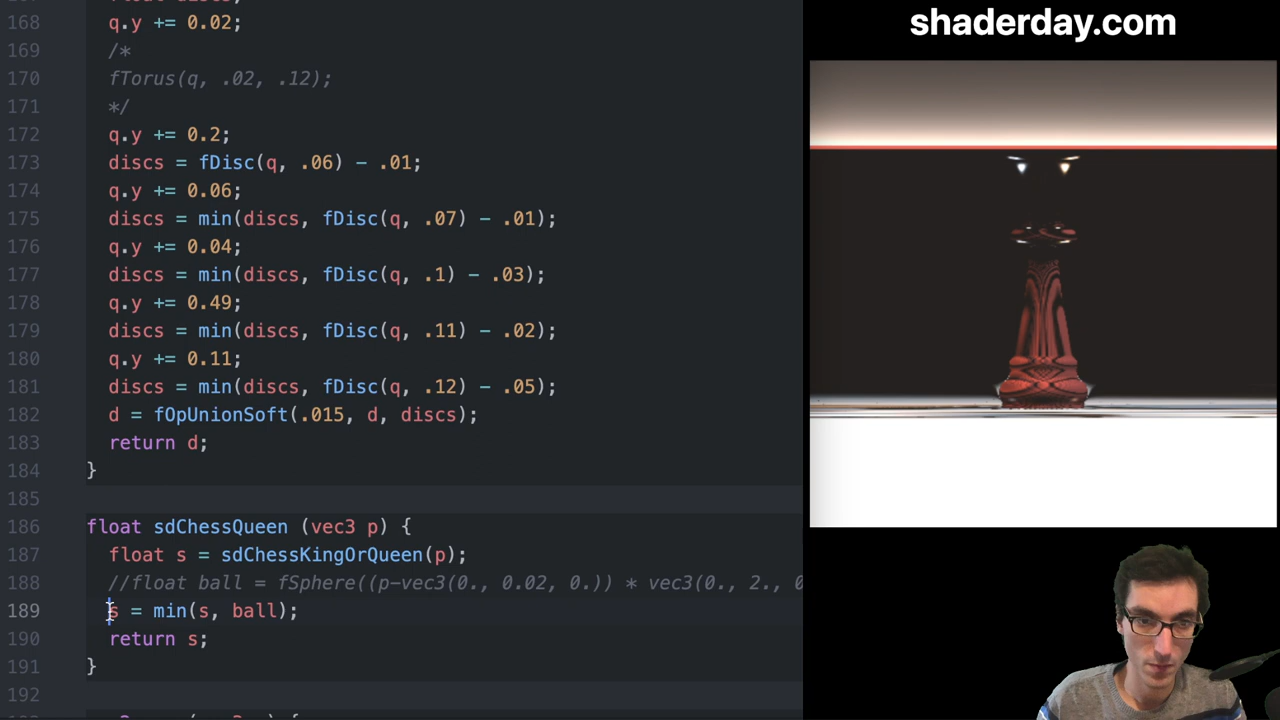 shaderday.com
168 q.y += 0.02;
169 /*
170 fTorus(q, .02, .12);
171 */
172 q.y += 0.2;
173 discs = fDisc(q, .06) - .01;
174 q.y += 0.06;
175 discs = min(discs, fDisc(q, .07) - .01);
176 q.y += 0.04;
177 discs = min(discs, fDisc(q, .1) - .03);
178 q.y += 0.49;
179 discs = min(discs, fDisc(q, .11) - .02);
180 q.y += 0.11;
181 discs = min(discs, fDisc(q, .12) - .05);
182 d = fOpUnionSoft(.015, d, discs);
183 return d;
184 }
185
186 float sdChessQueen (vec3 p) {
187 float s = sdChessKingOrQueen(p);
188 //float ball = fSphere((p-vec3(0., 0.02, 0.)) * vec3(0., 2., 0
189 s = min(s, ball);
190 return s;
191 }
192